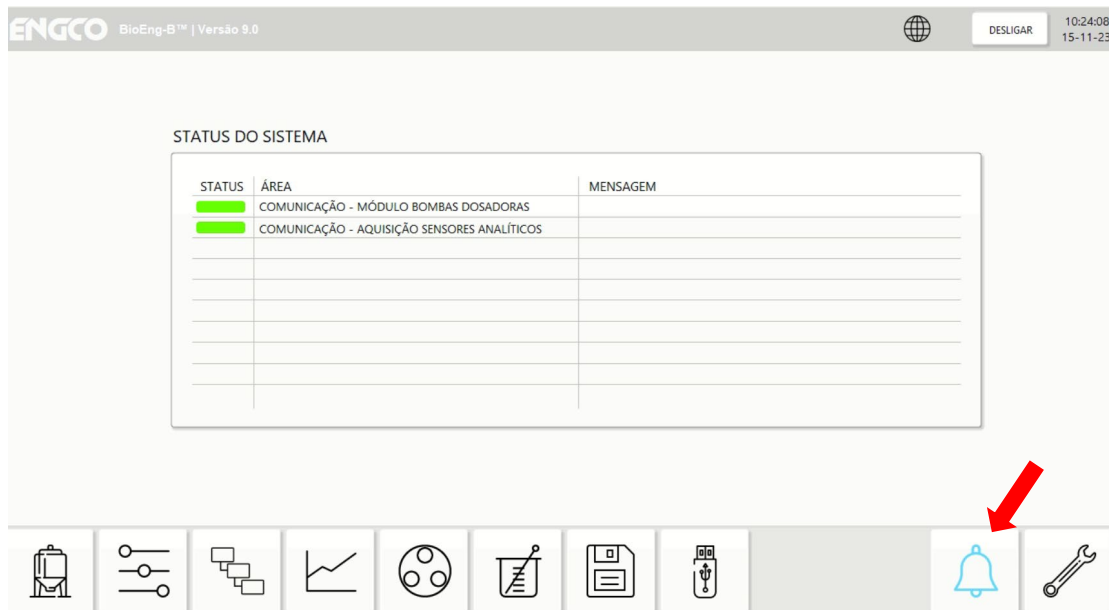 ENGCO BioEng-B™ | Versão 9.0
DESLIGAR
10:24:08
15-11-23
STATUS DO SISTEMA
STATUS ÁREA MENSAGEM
COMUNICAÇÃO - MÓDULO BOMBAS DOSADORAS
COMUNICAÇÃO - AQUISIÇÃO SENSORES ANALÍTICOS